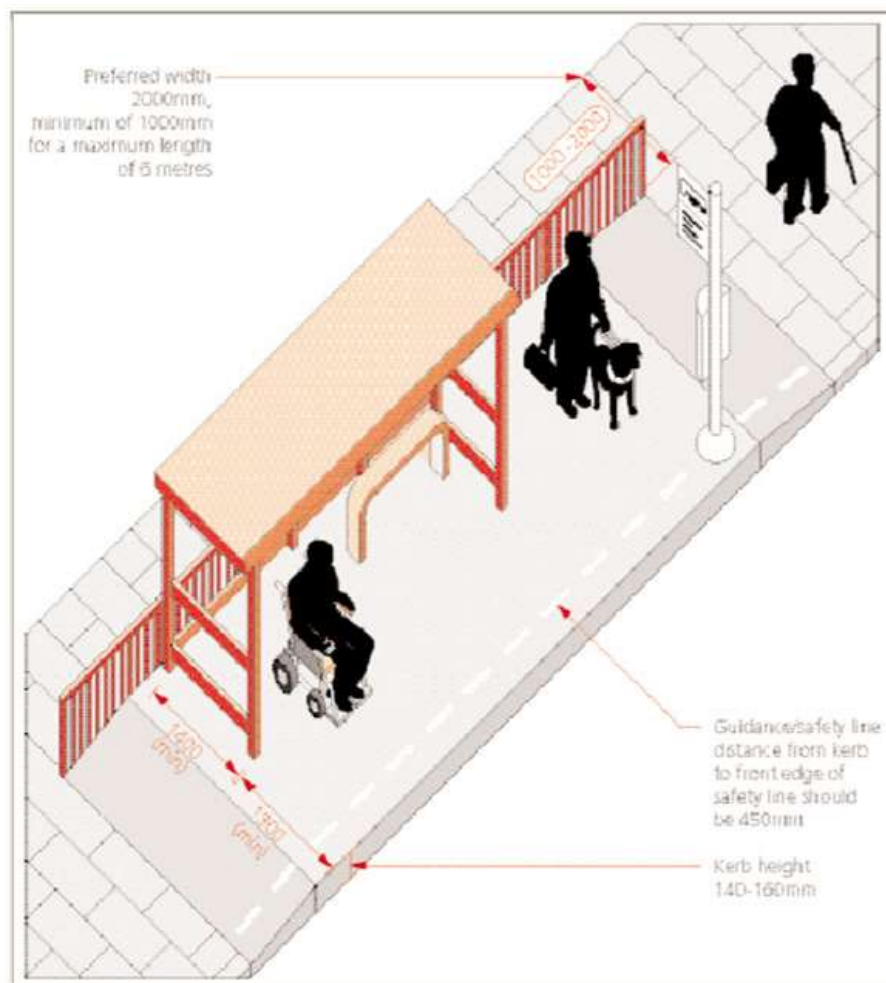 Preferred width
2000mm,
minimum of 1000mm
for a maximum length
of 6 metres
1000 - 2000
1400
(min)
1300
(min)
Guidance/safety line
distance from kerb
to front edge of
safety line should
be 450mm
Kerb height
140-160mm